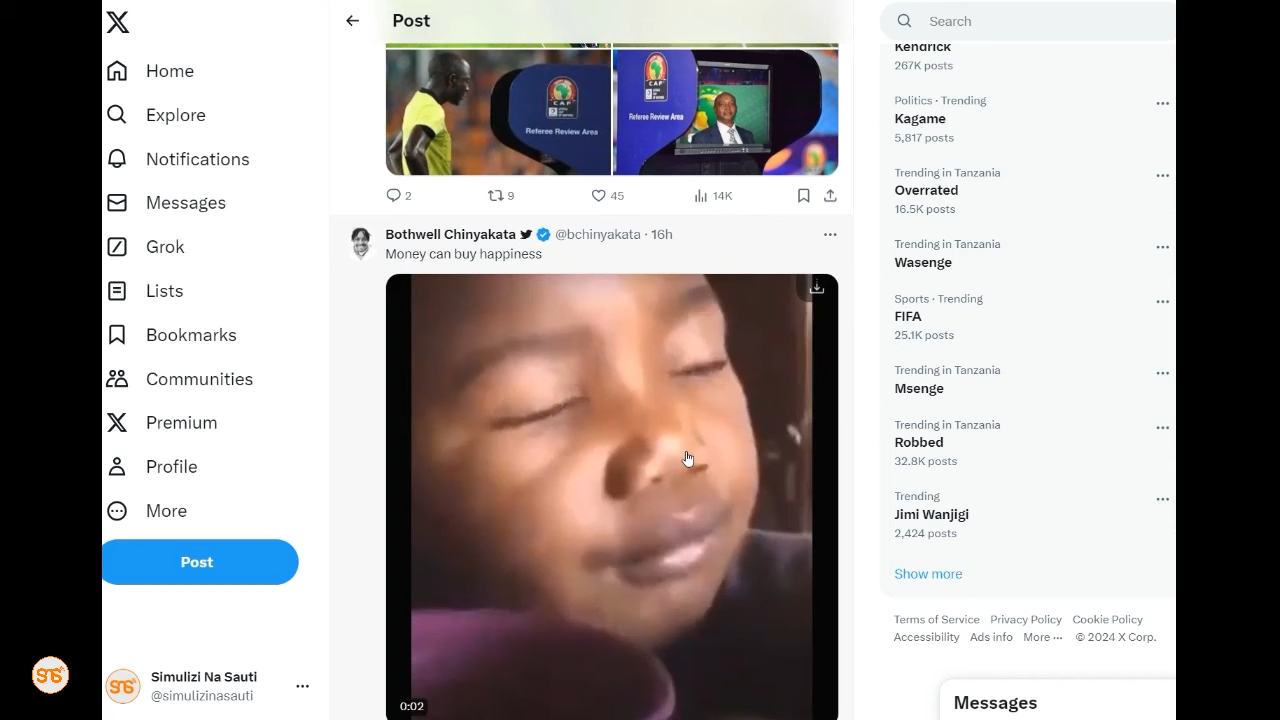 Home
Explore
Notifications
Messages
Grok
Lists
Bookmarks
Communities
Premium
Profile
More
Post
SnS
Simulizi Na Sauti
@simulizinasauti
Post
CAF
Referee Review Area
CAF
Referee Review Area
2 9 45 14K
Bothwell Chinyakata @bchinyakata · 16h
Money can buy happiness
0:02
Search
Kendrick
267K posts
Politics · Trending
Kagame
5,817 posts
Trending in Tanzania
Overrated
16.5K posts
Trending in Tanzania
Wasenge
Sports · Trending
FIFA
25.1K posts
Trending in Tanzania
Msenge
Trending in Tanzania
Robbed
32.8K posts
Trending
Jimi Wanjigi
2,424 posts
Show more
Terms of Service Privacy Policy Cookie Policy
Accessibility Ads info More ··· © 2024 X Corp.
Messages